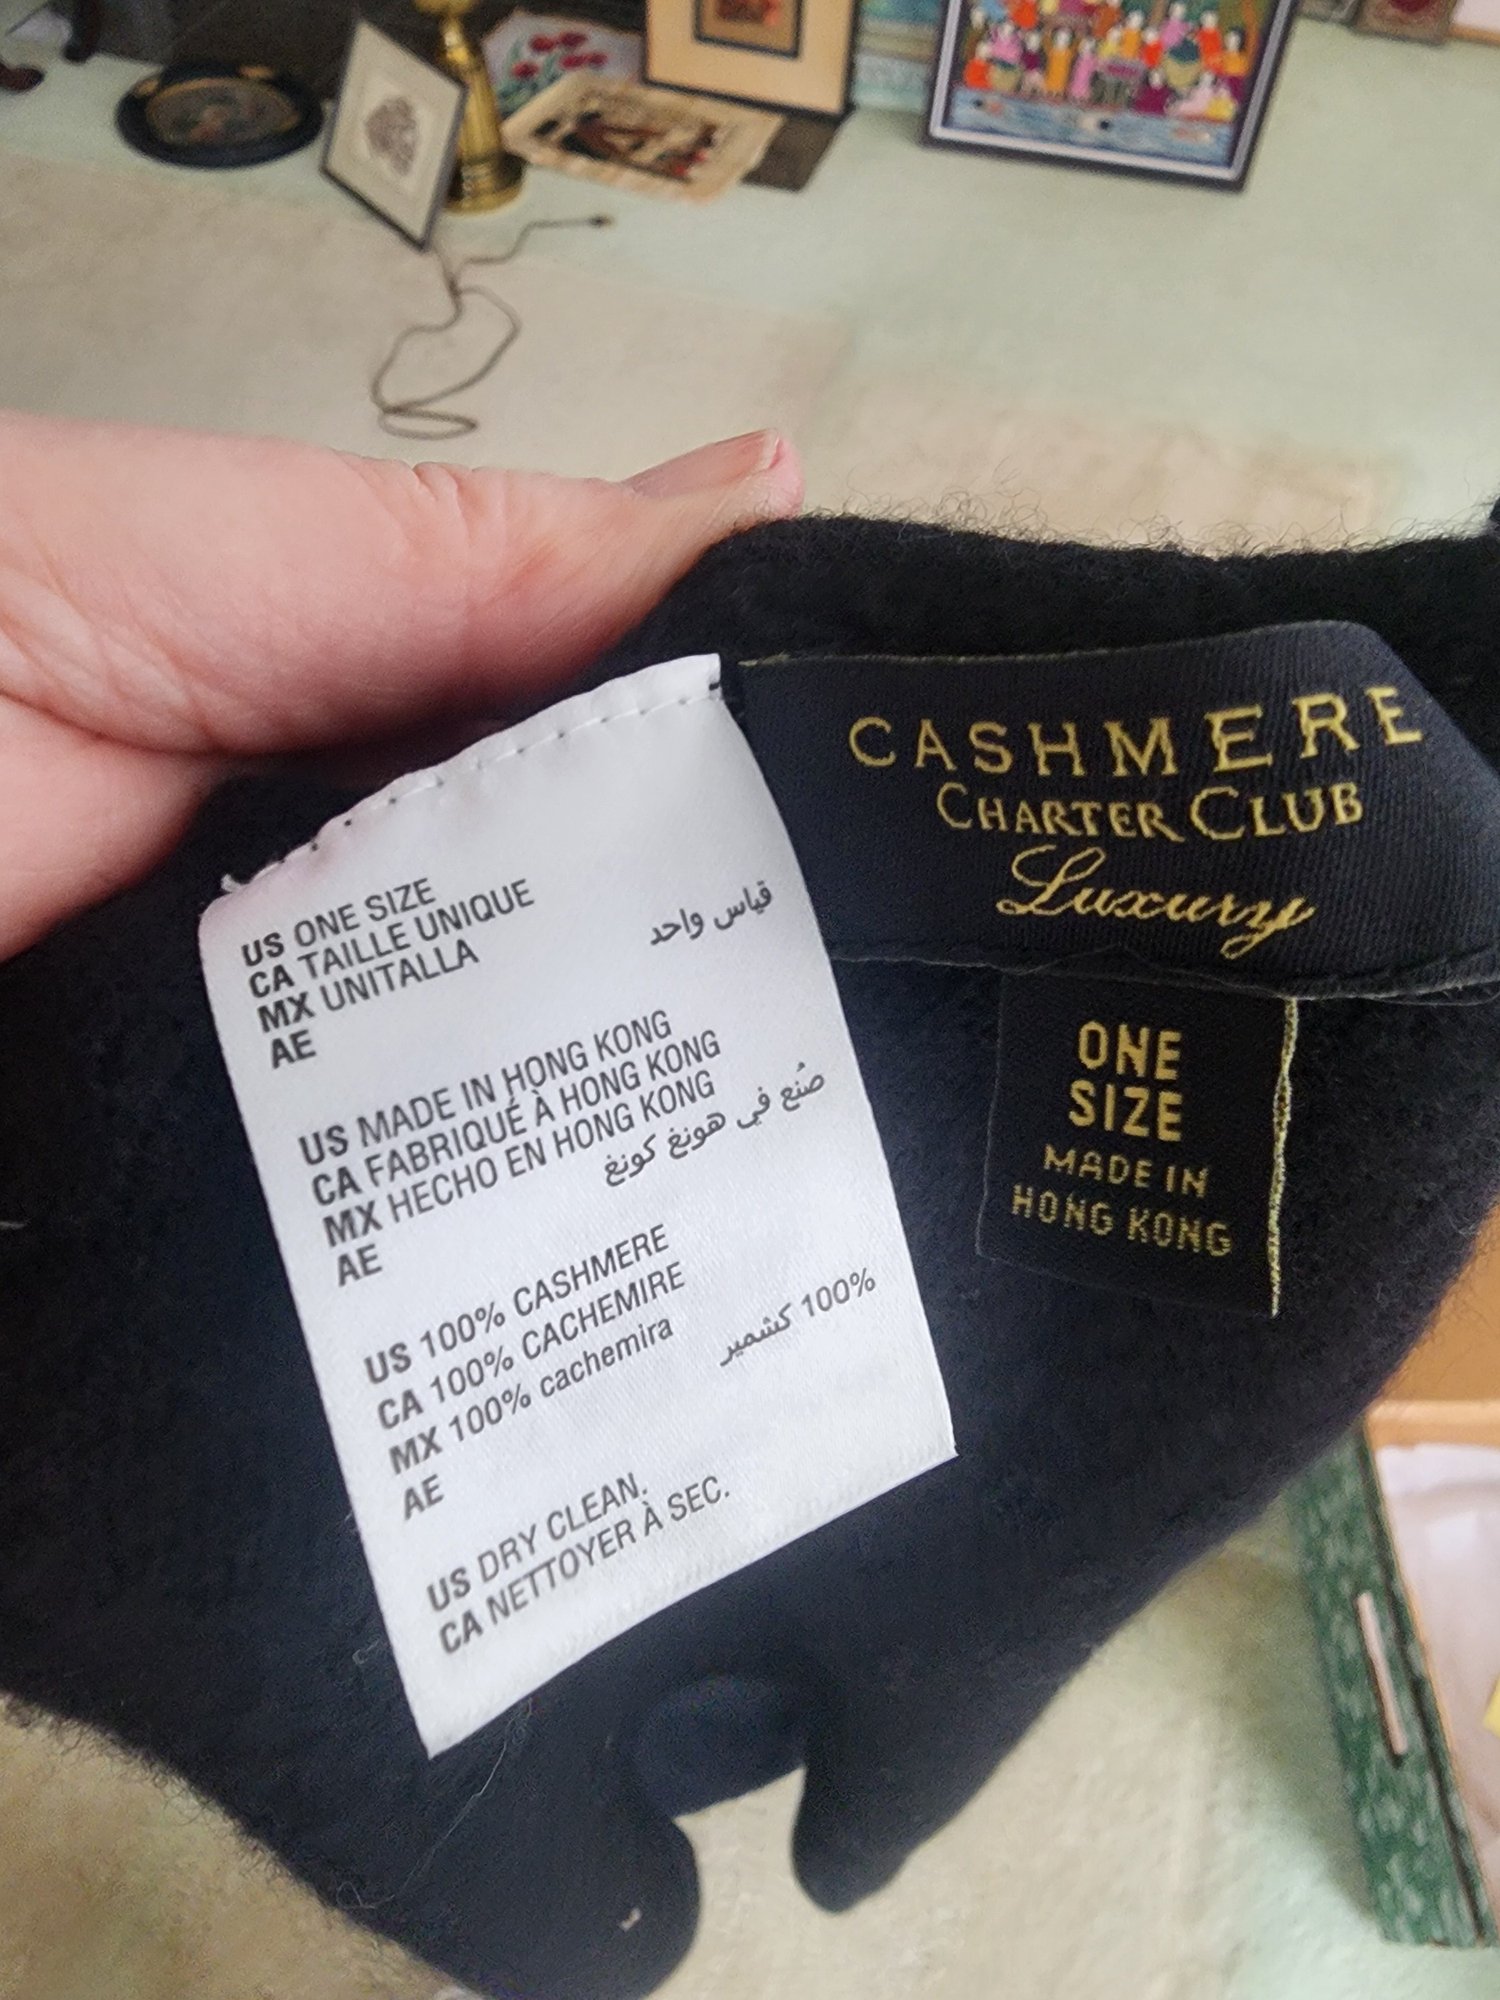 US ONE SIZE
CA TAILLE UNIQUE
MX UNITALLA
AE قياس واحد
US MADE IN HONG KONG
CA FABRIQUÉ À HONG KONG
MX HECHO EN HONG KONG
AE صُنع في هونغ كونغ
US 100% CASHMERE
CA 100% CACHEMIRE
MX 100% cachemira
AE 100% كشمير
US DRY CLEAN.
CA NETTOYER À SEC.
CASHMERE
CHARTER CLUB
Luxury
ONE
SIZE
MADE IN
HONG KONG